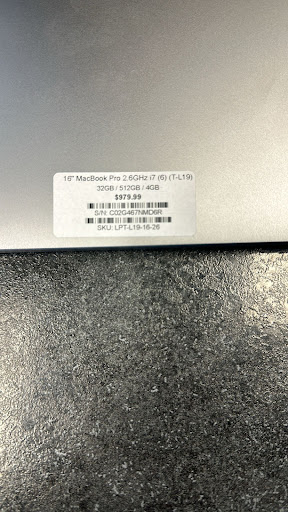 16" MacBook Pro 2.6GHz i7 (6) (T-L19)
32GB / 512GB / 4GB
$979.99
S/N: C02G467NMD6R
SKU: LPT-L19-16-26